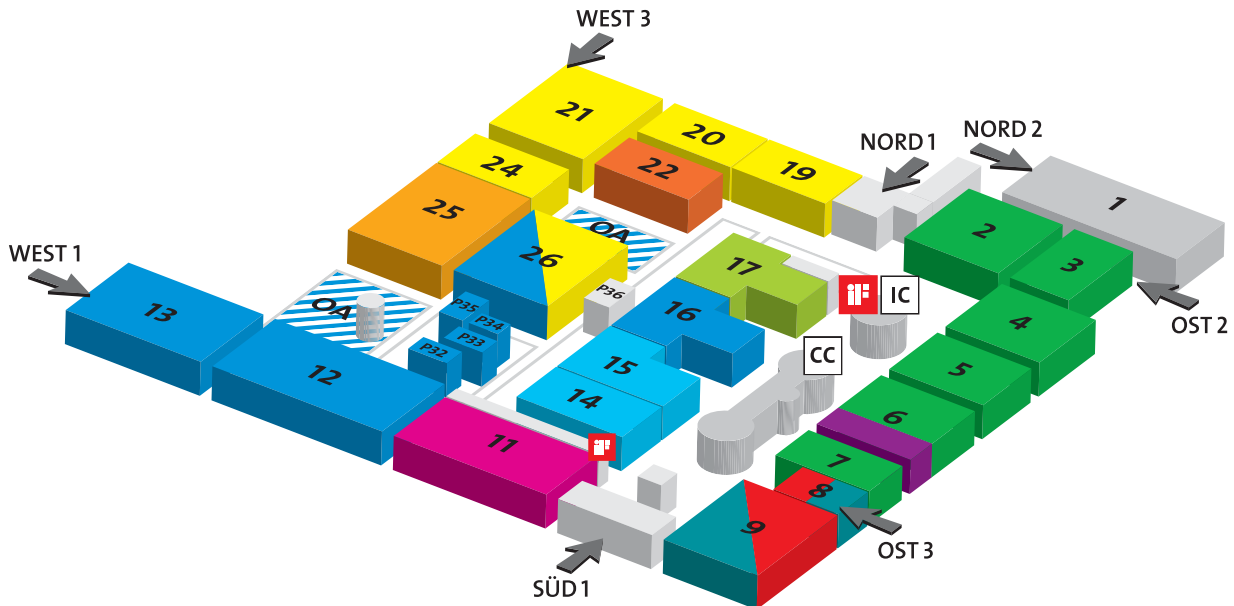 WEST 3
21
20
NORD 1
NORD 2
24
22
19
1
25
2
WEST 1
OA
26
17
3
13
OA
P36
iF
IC
OST 2
P35
16
4
P34
P32
P33
CC
12
15
5
14
6
11
iF
7
8
9
OST 3
SÜD 1